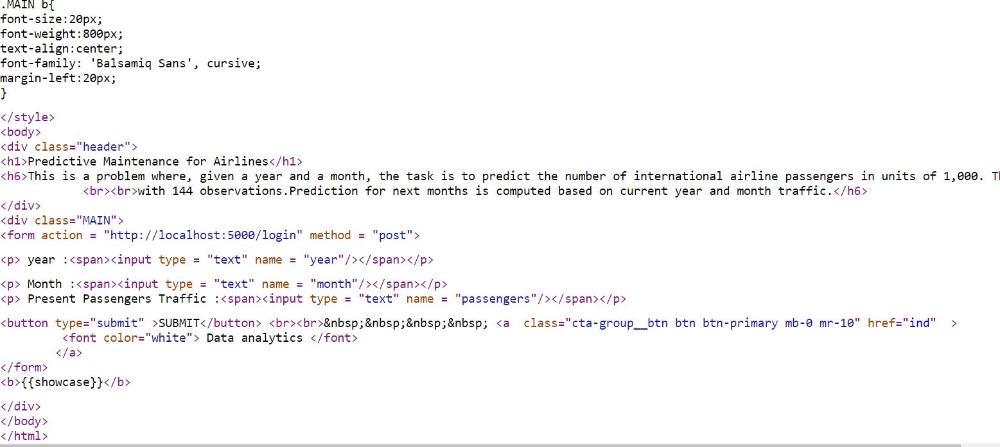 .MAIN b{
font-size:20px;
font-weight:800px;
text-align:center;
font-family: 'Balsamiq Sans', cursive;
margin-left:20px;
}
</style>
<body>
<div class="header">
<h1>Predictive Maintenance for Airlines</h1>
<h6>This is a problem where, given a year and a month, the task is to predict the number of international airline passengers in units of 1,000.
<br><br>with 144 observations.Prediction for next months is computed based on current year and month traffic.</h6>
</div>
<div class="MAIN">
<form action = "http://localhost:5000/login" method = "post">
<p> year :<span><input type = "text" name = "year"/></span></p>
<p> Month :<span><input type = "text" name = "month"/></span></p>
<p> Present Passengers Traffic :<span><input type = "text" name = "passengers"/></span></p>
<button type="submit" >SUBMIT</button> <br><br>&nbsp;&nbsp;&nbsp;&nbsp; <a  class="cta-group__btn btn btn-primary mb-0 mr-10" href="ind"  >
<font color="white"> Data analytics </font>
</a>
</form>
<b>{{showcase}}</b>
</div>
</body>
</html>